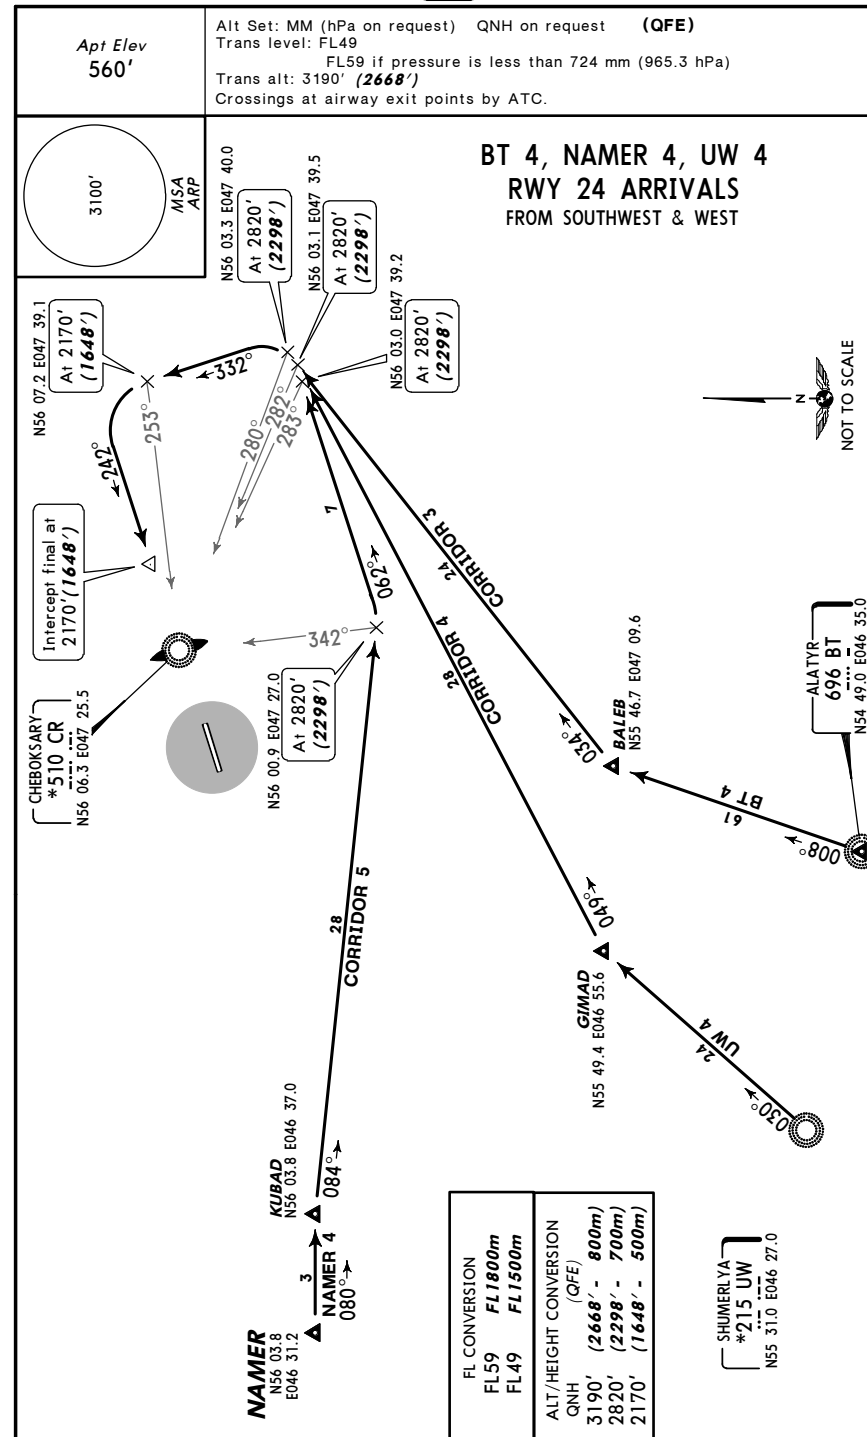 Apt Elev
560'
Alt Set: MM (hPa on request) QNH on request (QFE)
Trans level: FL49
FL59 if pressure is less than 724 mm (965.3 hPa)
Trans alt: 3190' (2668')
Crossings at airway exit points by ATC.
3100'
MSA
ARP
BT 4, NAMER 4, UW 4
RWY 24 ARRIVALS
FROM SOUTHWEST & WEST
N56 03.3 E047 40.0
At 2820'
(2298')
N56 03.1 E047 39.5
At 2820'
(2298')
N56 03.0 E047 39.2
At 2820'
(2298')
N56 07.2 E047 39.1
At 2170'
(1648')
332°
253°
242°
280°
282°
283°
N
NOT TO SCALE
Intercept final at
2170'(1648')
7
062°
342°
CHEBOKSARY
*510 CR
N56 06.3 E047 25.5
N56 00.9 E047 27.0
At 2820'
(2298')
24
CORRIDOR 3
28
CORRIDOR 4
034°
BALEB
N55 46.7 E047 09.6
ALATYR
696 BT
N54 49.0 E046 35.0
61
BT 4
008°
28
CORRIDOR 5
049°
GIMAD
N55 49.4 E046 55.6
24
UW 4
030°
KUBAD
N56 03.8 E046 37.0
084°
3
NAMER 4
080°
NAMER
N56 03.8
E046 31.2
FL CONVERSION
FL59 FL1800m
FL49 FL1500m
ALT/HEIGHT CONVERSION
QNH (QFE)
3190' (2668' - 800m)
2820' (2298' - 700m)
2170' (1648' - 500m)
SHUMERLYA
*215 UW
N55 31.0 E046 27.0